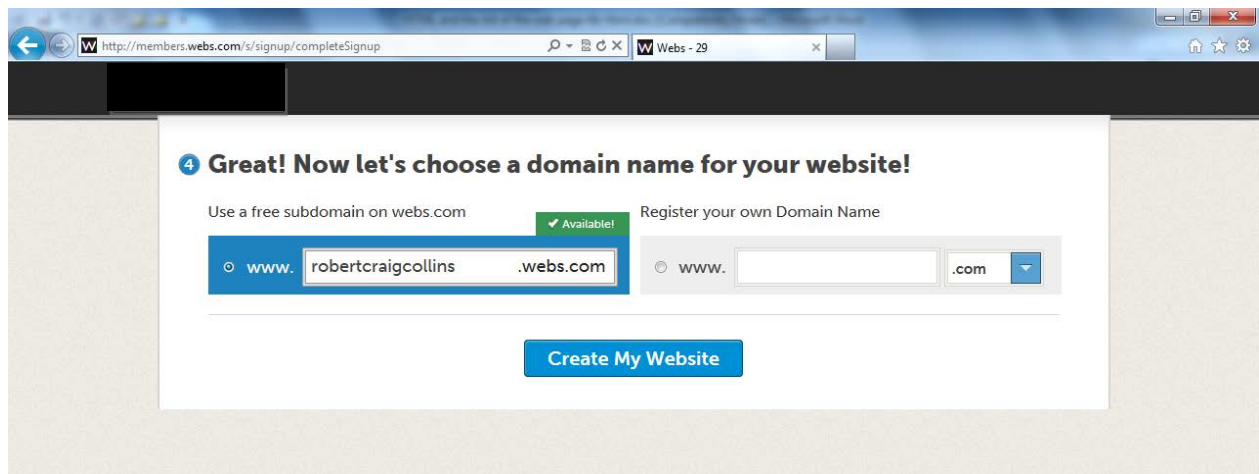 http://members.webs.com/s/signup/completeSignup
W Webs - 29
4 Great! Now let's choose a domain name for your website!
Use a free subdomain on webs.com
✔ Available!
Register your own Domain Name
www. robertcraigcollins .webs.com
www. .com
Create My Website